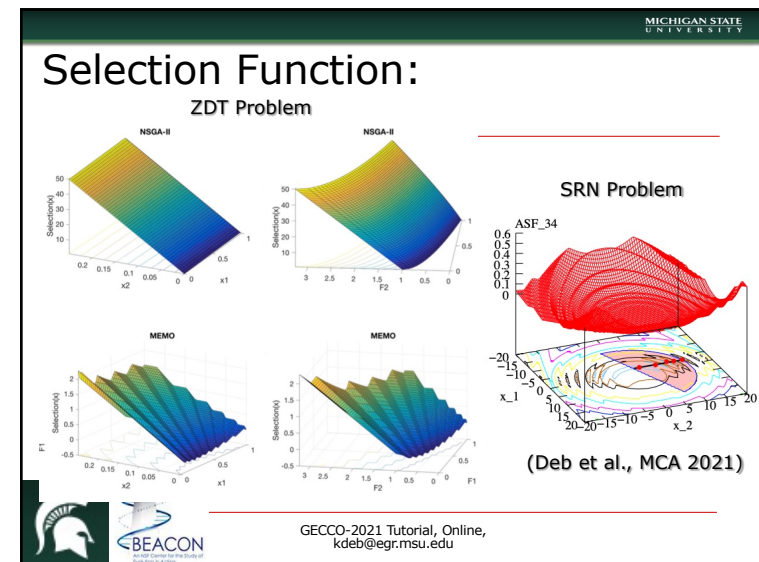 MICHIGAN STATE
UNIVERSITY
Selection Function:
ZDT Problem
NSGA-II
50
40
30
20
10
Selection(x)
0.2
0.15
0.1
0.05
0
x2
0
0.5
1
x1
NSGA-II
50
40
30
20
10
Selection(x)
3
2.5
2
1.5
1
0.5
0
F2
0
0.5
1
SRN Problem
ASF_34
0.6
0.5
0.4
0.3
0.2
0.1
0
-20
-15
-10
-5
0
5
10
15
20
x_1
-20
-15
-10
-5
0
5
10
15
20
x_2
MEMO
2
1.5
1
0.5
0
-0.5
Selection(x)
F1
0.2
0.15
0.1
0.05
0
x2
0
0.5
1
x1
MEMO
2
1.5
1
0.5
0
-0.5
Selection(x)
3
2.5
2
1.5
1
0.5
0
F2
0
0.5
1
F1
(Deb et al., MCA 2021)
BEACON
An NSF Center for the Study of
GECCO-2021 Tutorial, Online,
kdeb@egr.msu.edu